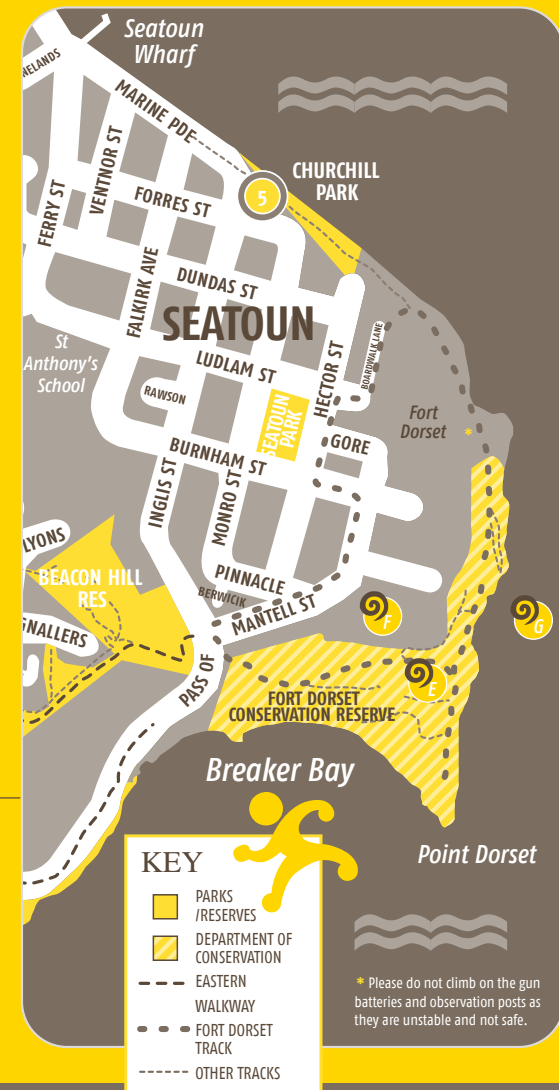 Seatoun
Wharf
NELANDS
MARINE PDE
CHURCHILL
PARK
5
VENTNOR ST
FERRY ST
FORRES ST
FALKIRK AVE
DUNDAS ST
SEATOUN
St
Anthony's
School
LUDLAM ST
HECTOR ST
BOARDWALK LANE
RAWSON
SEATOUN
PARK
Fort
Dorset *
GORE
BURNHAM ST
INGLIS ST
MONRO ST
LYONS
BEACON HILL
RES
PINNACLE
BERWICIK
MANTELL ST
GNALLERS
F
G
E
PASS OF
FORT DORSET
CONSERVATION RESERVE
Breaker Bay
Point Dorset
KEY
PARKS
/RESERVES
DEPARTMENT OF
CONSERVATION
EASTERN
WALKWAY
FORT DORSET
TRACK
OTHER TRACKS
* Please do not climb on the gun
batteries and observation posts as
they are unstable and not safe.